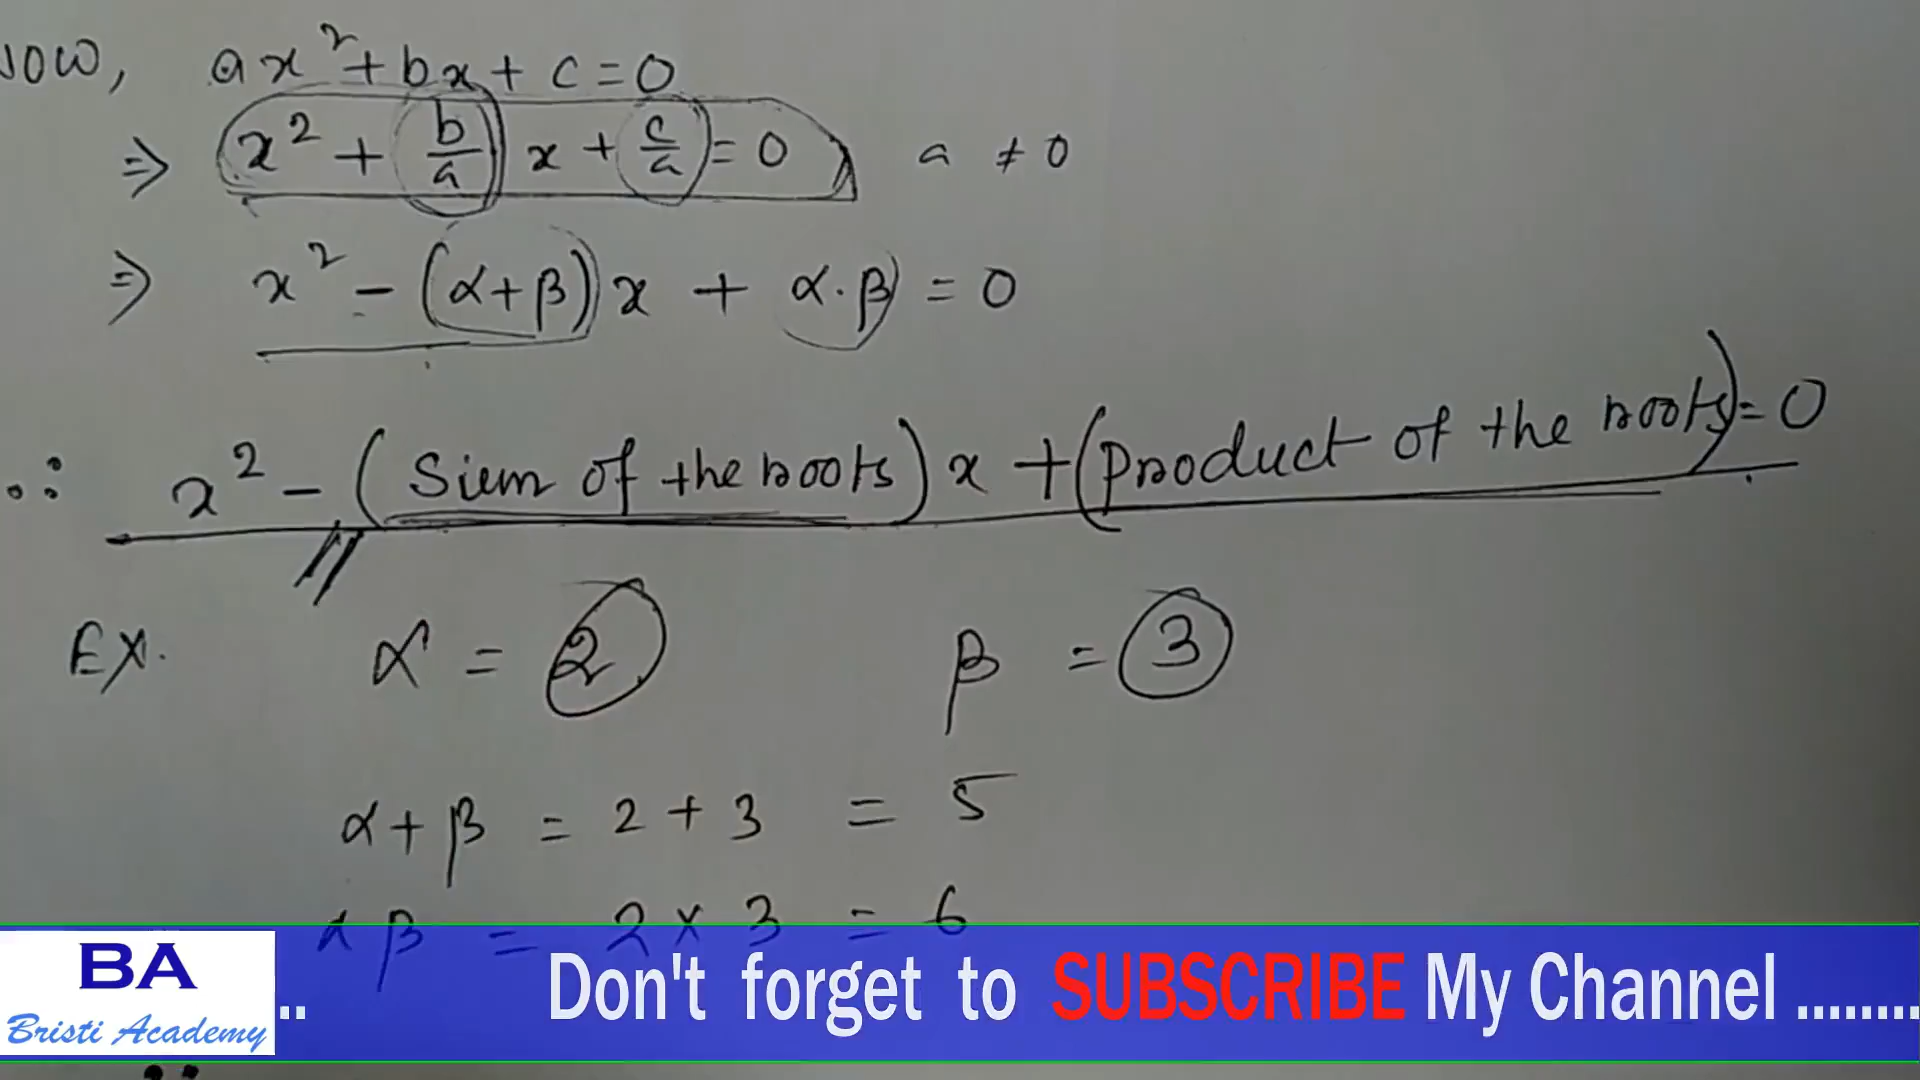 NOW, ax² + bx + c = 0
⇒ x² + b/a x + c/a = 0 a ≠ 0
⇒ x² - (α+β)x + α.β = 0
∴ x² - (Sum of the roots)x + (product of the roots) = 0
EX. α = 2 β = 3
α+β = 2+3 = 5
αβ = 2×3 = 6
BA
Bristi Academy
.. Don't forget to SUBSCRIBE My Channel ........